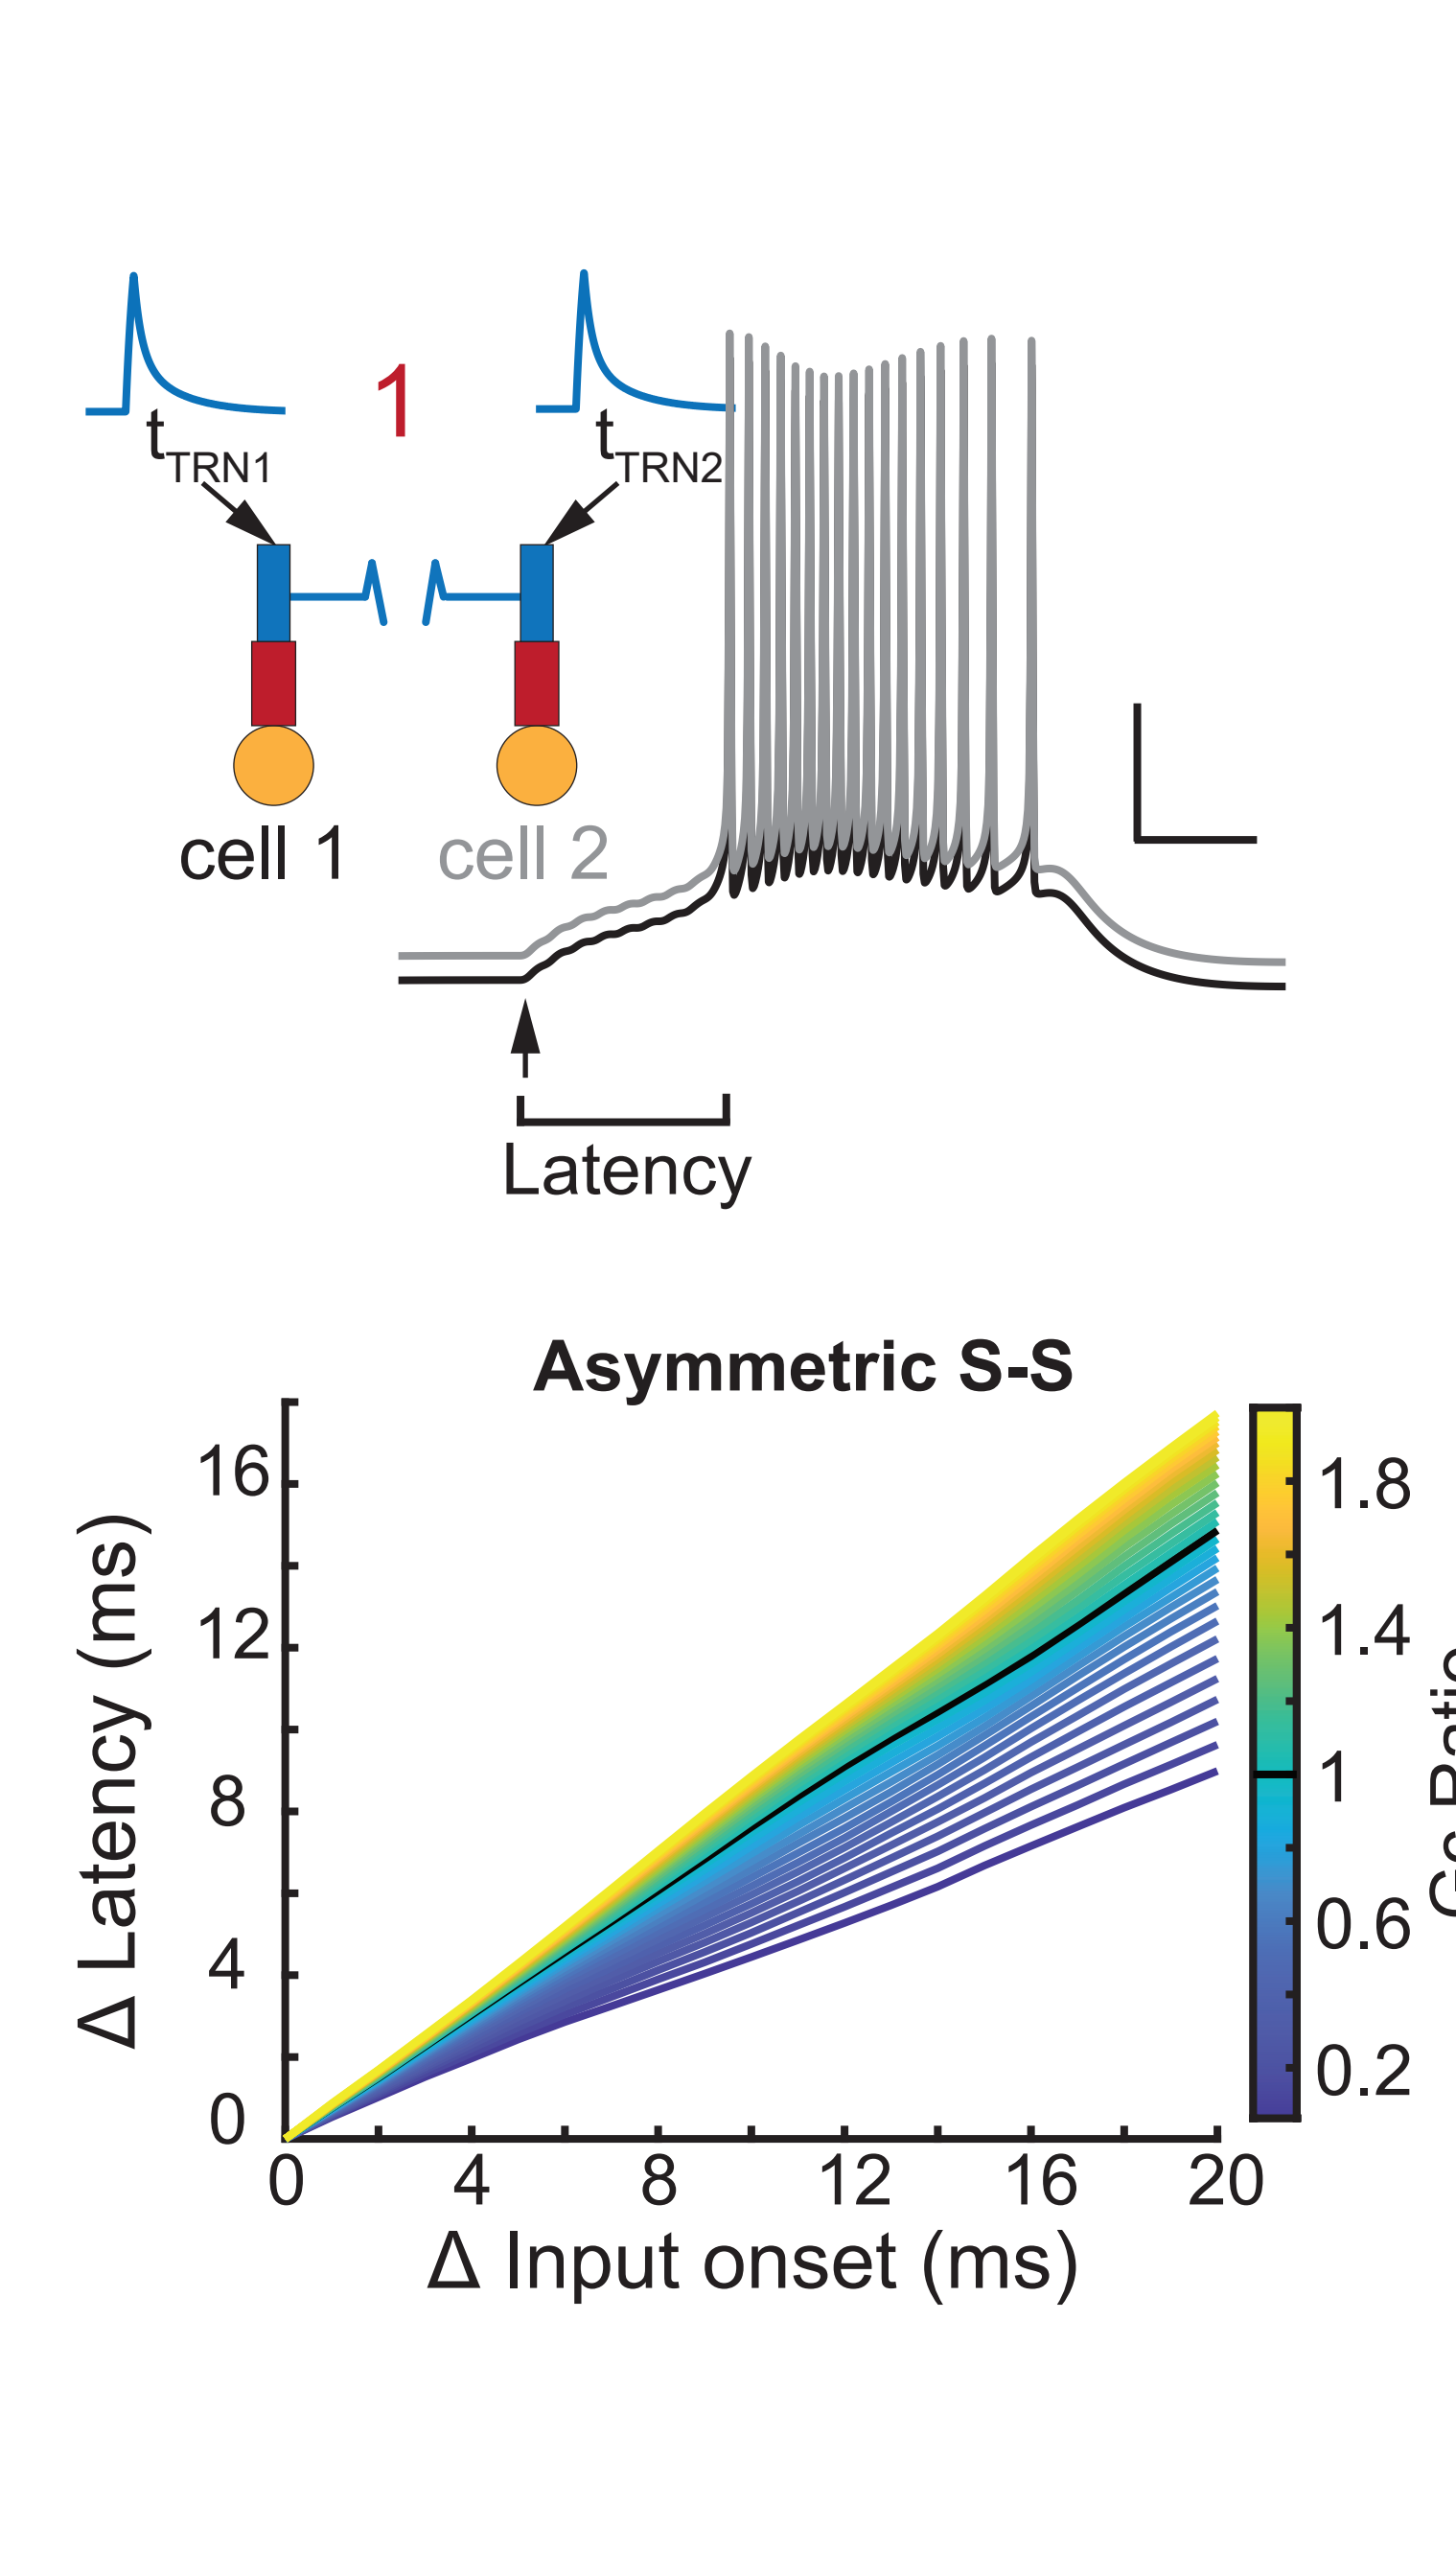 1
tTRN1
tTRN2
cell 1
cell 2
Latency
Asymmetric S-S
Δ Latency (ms)
16
12
8
4
0
0 4 8 12 16 20
Δ Input onset (ms)
1.8
1.4
1
0.6
0.2